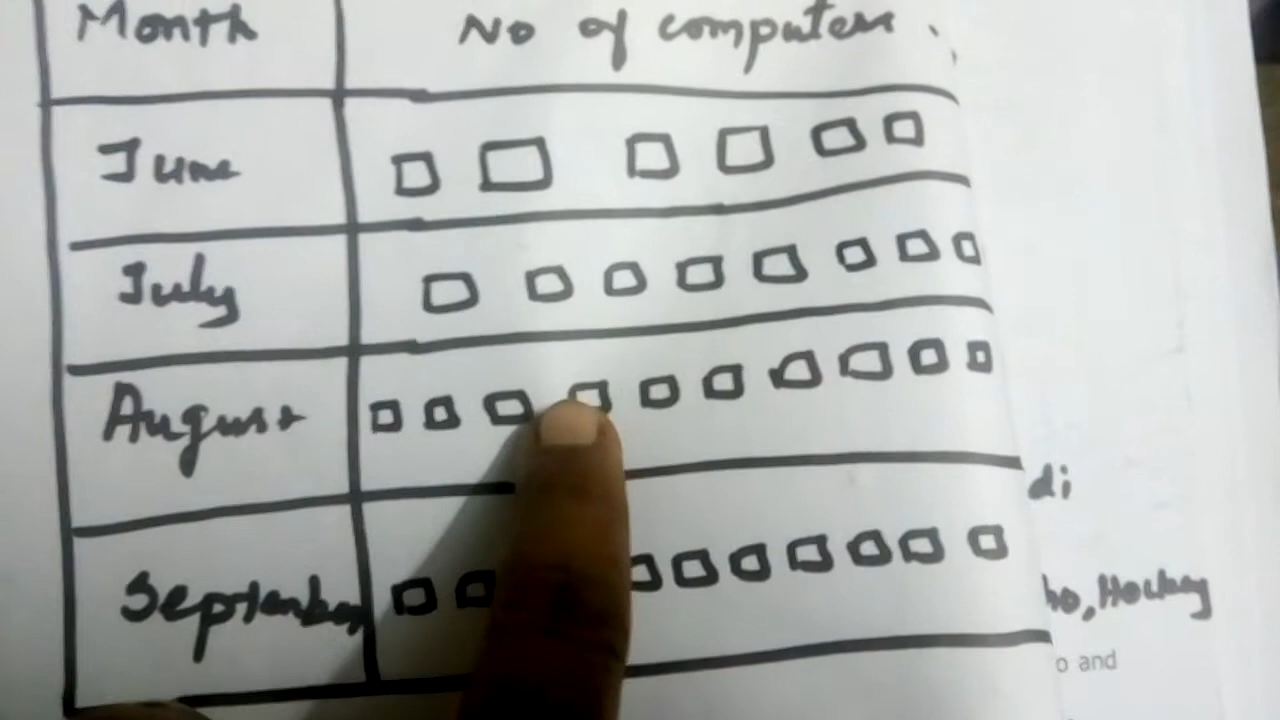 Month No of computers.
June
July
August
September
di
ho, Hockey
o and